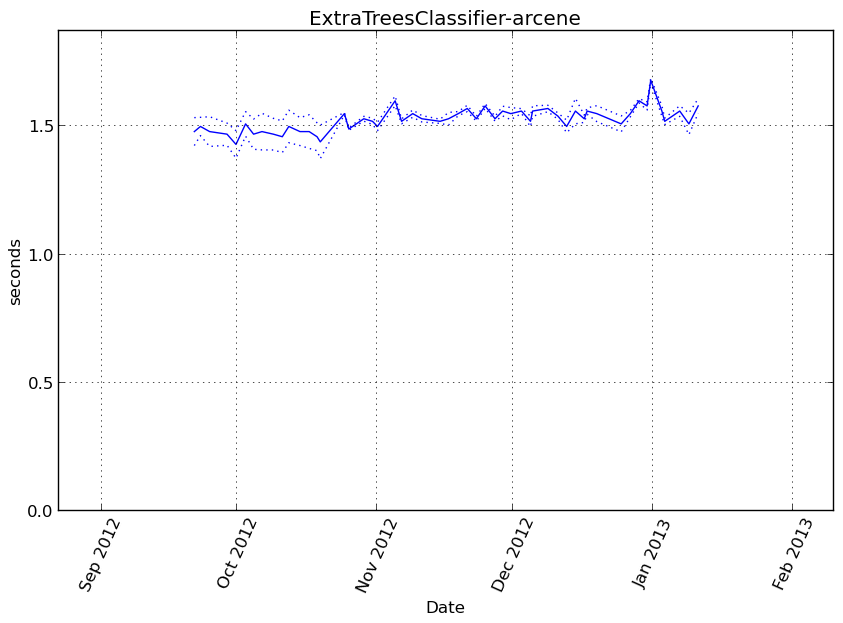 ExtraTreesClassifier-arcene
1.5
1.0
0.5
0.0
seconds
Sep 2012
Oct 2012
Nov 2012
Dec 2012
Jan 2013
Feb 2013
Date